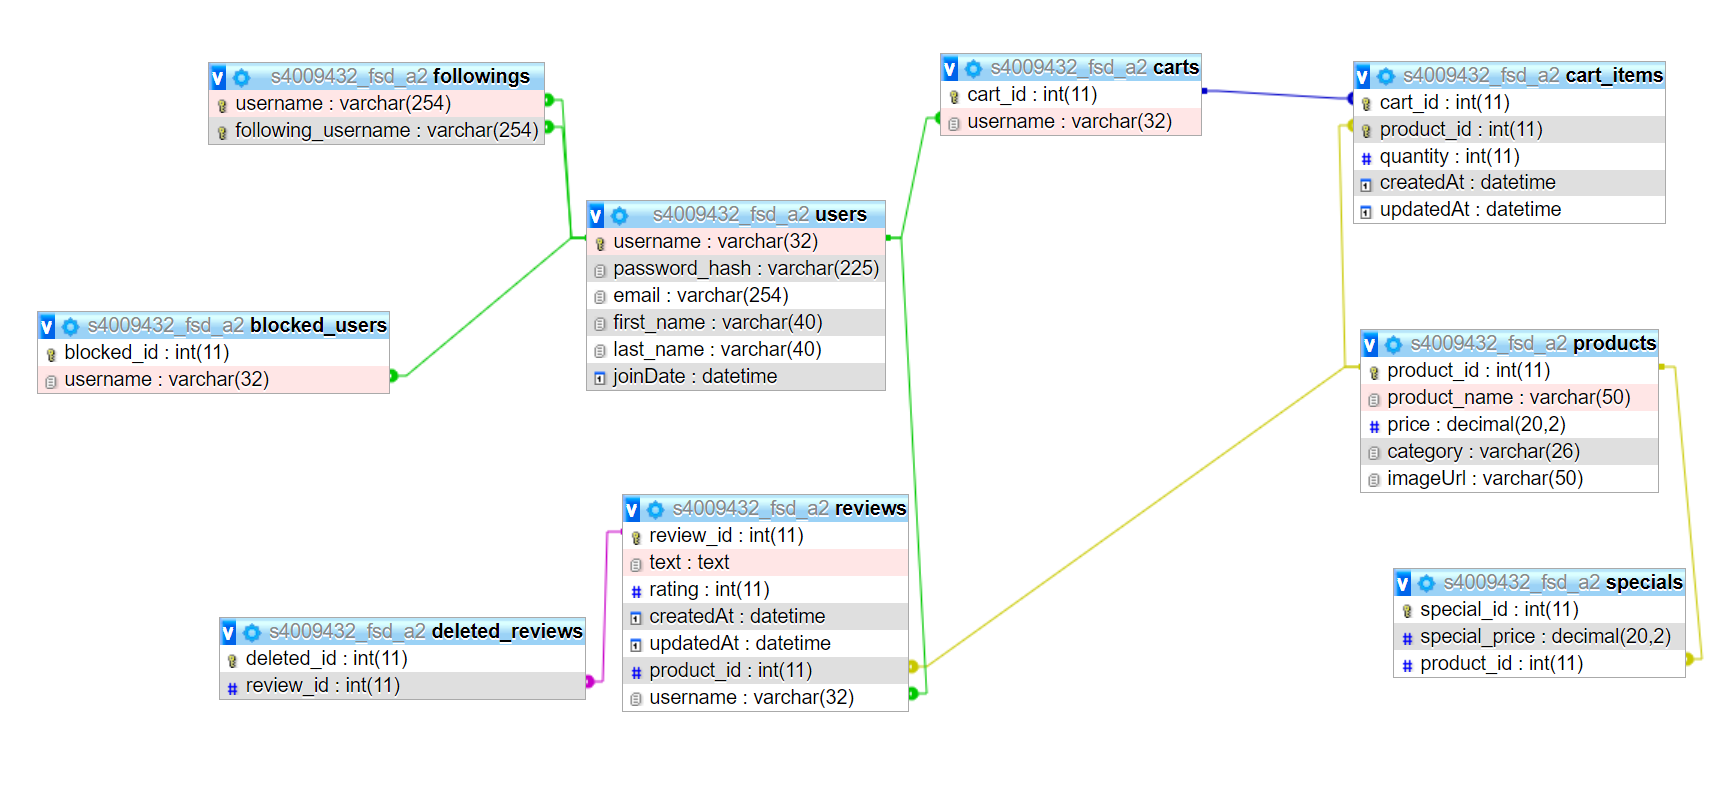 s4009432_fsd_a2 followings
username : varchar(254)
following_username : varchar(254)
s4009432_fsd_a2 carts
cart_id : int(11)
username : varchar(32)
s4009432_fsd_a2 cart_items
cart_id : int(11)
product_id : int(11)
quantity : int(11)
createdAt : datetime
updatedAt : datetime
s4009432_fsd_a2 users
username : varchar(32)
password_hash : varchar(225)
email : varchar(254)
first_name : varchar(40)
last_name : varchar(40)
joinDate : datetime
s4009432_fsd_a2 blocked_users
blocked_id : int(11)
username : varchar(32)
s4009432_fsd_a2 products
product_id : int(11)
product_name : varchar(50)
price : decimal(20,2)
category : varchar(26)
imageUrl : varchar(50)
s4009432_fsd_a2 reviews
review_id : int(11)
text : text
rating : int(11)
createdAt : datetime
updatedAt : datetime
product_id : int(11)
username : varchar(32)
s4009432_fsd_a2 specials
special_id : int(11)
special_price : decimal(20,2)
product_id : int(11)
s4009432_fsd_a2 deleted_reviews
deleted_id : int(11)
review_id : int(11)